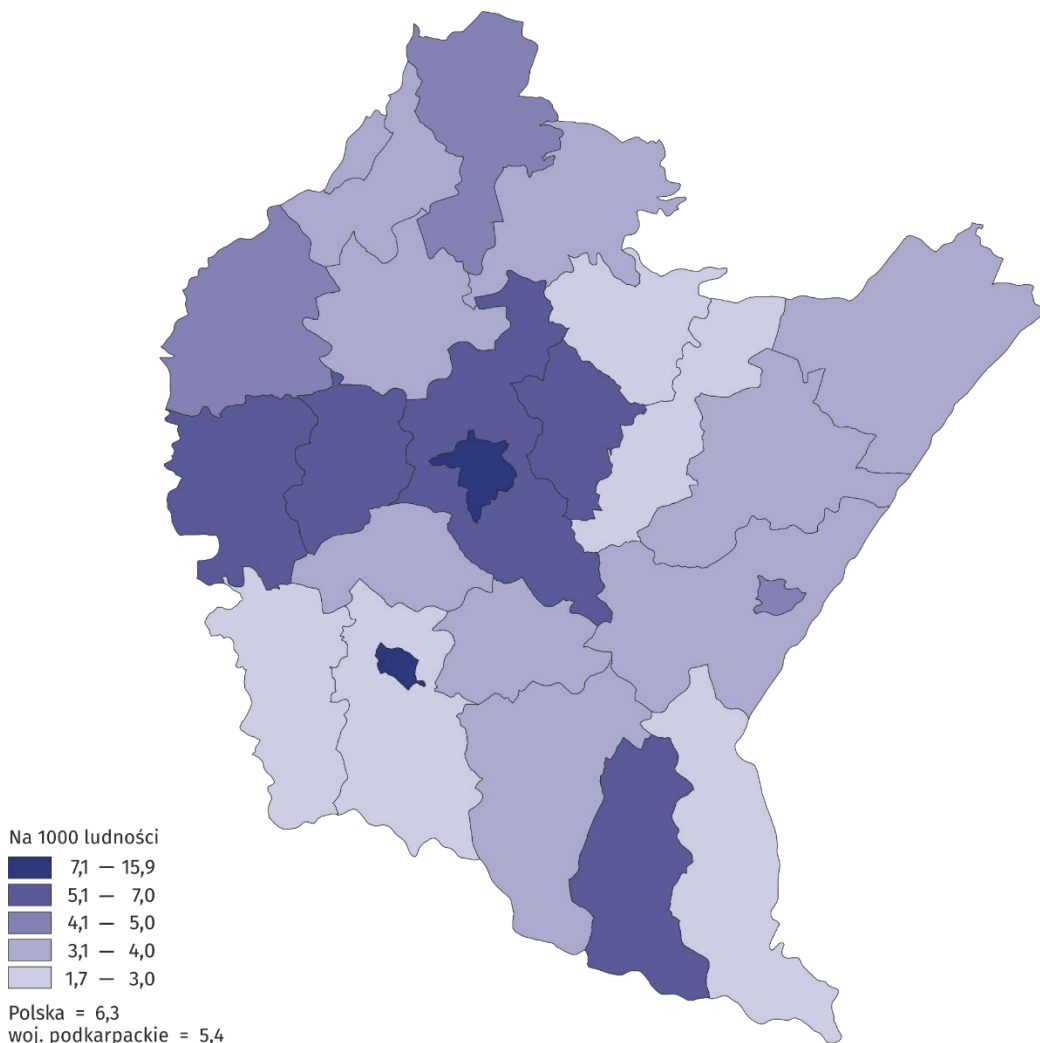 Na 1000 ludności
7,1 — 15,9
5,1 — 7,0
4,1 — 5,0
3,1 — 4,0
1,7 — 3,0
Polska = 6,3
woj. podkarpackie = 5,4